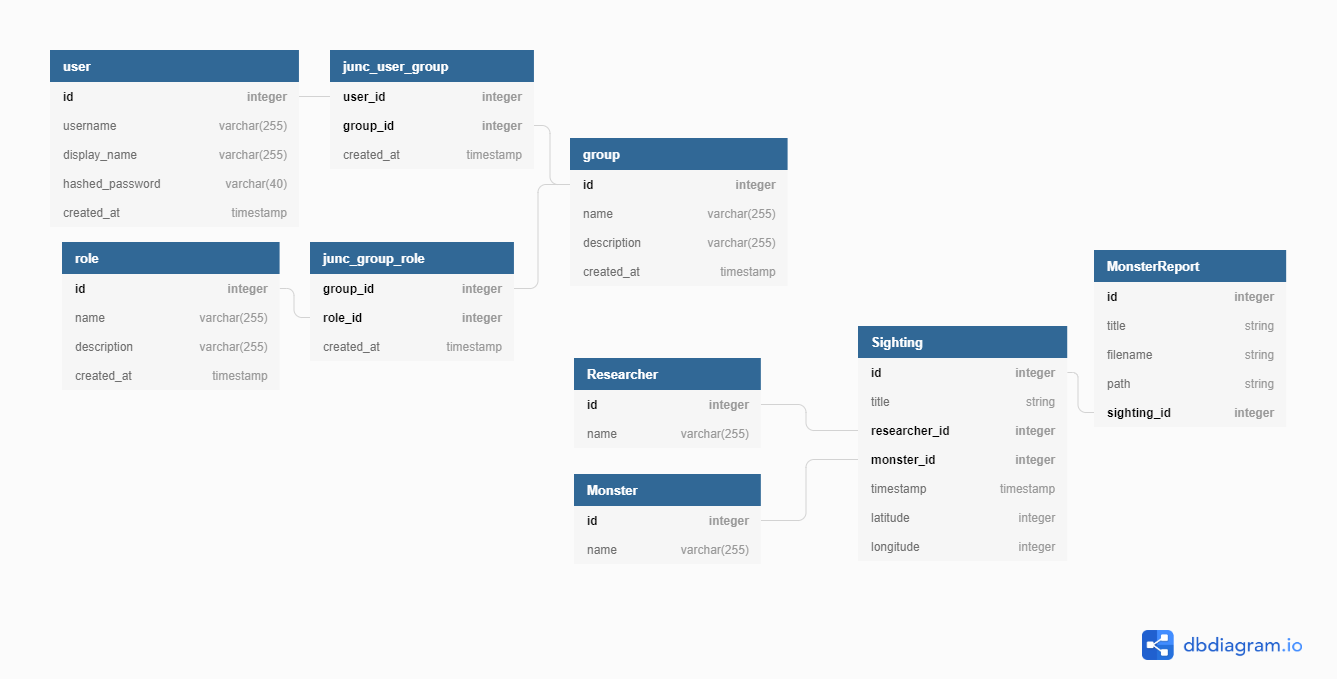 user
id integer
username varchar(255)
display_name varchar(255)
hashed_password varchar(40)
created_at timestamp
junc_user_group
user_id integer
group_id integer
created_at timestamp
group
id integer
name varchar(255)
description varchar(255)
created_at timestamp
role
id integer
name varchar(255)
description varchar(255)
created_at timestamp
junc_group_role
group_id integer
role_id integer
created_at timestamp
MonsterReport
id integer
title string
filename string
path string
sighting_id integer
Sighting
id integer
title string
researcher_id integer
monster_id integer
timestamp timestamp
latitude integer
longitude integer
Researcher
id integer
name varchar(255)
Monster
id integer
name varchar(255)
dbdiagram.io